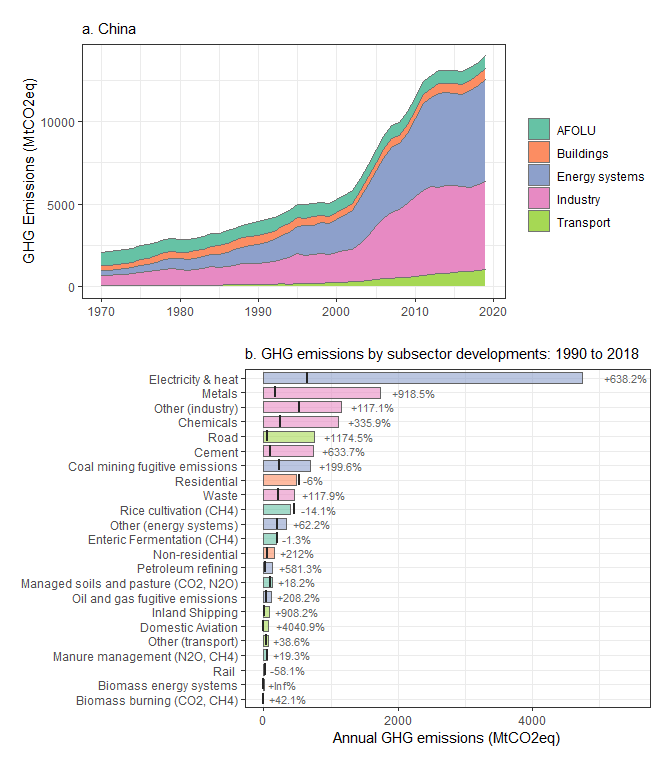 a. China
GHG Emissions (MtCO2eq)
10000
5000
0
1970
1980
1990
2000
2010
2020
AFOLU
Buildings
Energy systems
Industry
Transport
b. GHG emissions by subsector developments: 1990 to 2018
Electricity & heat +638.2%
Metals +918.5%
Other (industry) +117.1%
Chemicals +335.9%
Road +1174.5%
Cement +633.7%
Coal mining fugitive emissions +199.6%
Residential -6%
Waste +117.9%
Rice cultivation (CH4) -14.1%
Other (energy systems) +62.2%
Enteric Fermentation (CH4) -1.3%
Non-residential +212%
Petroleum refining +581.3%
Managed soils and pasture (CO2, N2O) +18.2%
Oil and gas fugitive emissions +208.2%
Inland Shipping +908.2%
Domestic Aviation +4040.9%
Other (transport) +38.6%
Manure management (N2O, CH4) +19.3%
Rail -58.1%
Biomass energy systems +Inf%
Biomass burning (CO2, CH4) +42.1%
0
2000
4000
Annual GHG emissions (MtCO2eq)